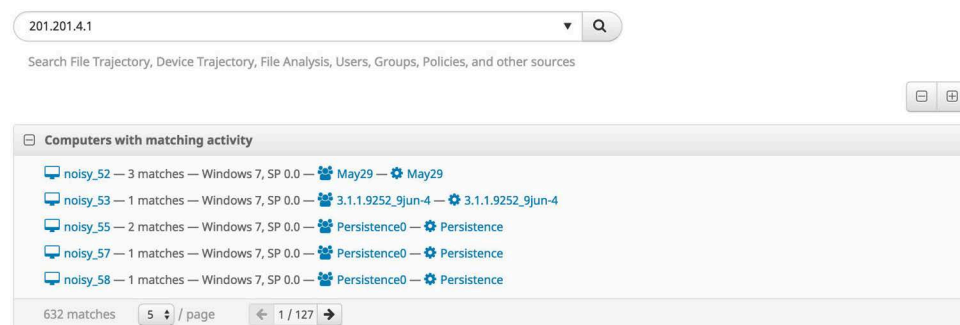 201.201.4.1
Search File Trajectory, Device Trajectory, File Analysis, Users, Groups, Policies, and other sources
Computers with matching activity
noisy_52 — 3 matches — Windows 7, SP 0.0 — May29 — May29
noisy_53 — 1 matches — Windows 7, SP 0.0 — 3.1.1.9252_9jun-4 — 3.1.1.9252_9jun-4
noisy_55 — 2 matches — Windows 7, SP 0.0 — Persistence0 — Persistence
noisy_57 — 1 matches — Windows 7, SP 0.0 — Persistence0 — Persistence
noisy_58 — 1 matches — Windows 7, SP 0.0 — Persistence0 — Persistence
632 matches 5 / page 1 / 127